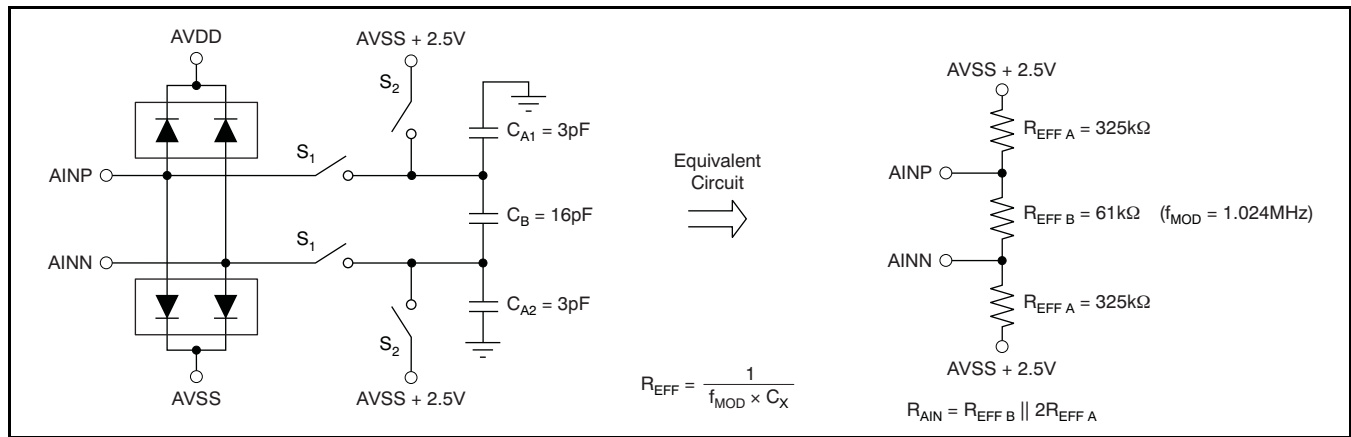 AVDD
AVSS + 2.5V
S2
CA1 = 3pF
S1
AINP
CB = 16pF
S1
AINN
CA2 = 3pF
S2
AVSS
AVSS + 2.5V
Equivalent
Circuit
REFF = 1 / fMOD × CX
AVSS + 2.5V
REFF A = 325kΩ
AINP
REFF B = 61kΩ (fMOD = 1.024MHz)
AINN
REFF A = 325kΩ
AVSS + 2.5V
RAIN = REFF B || 2REFF A